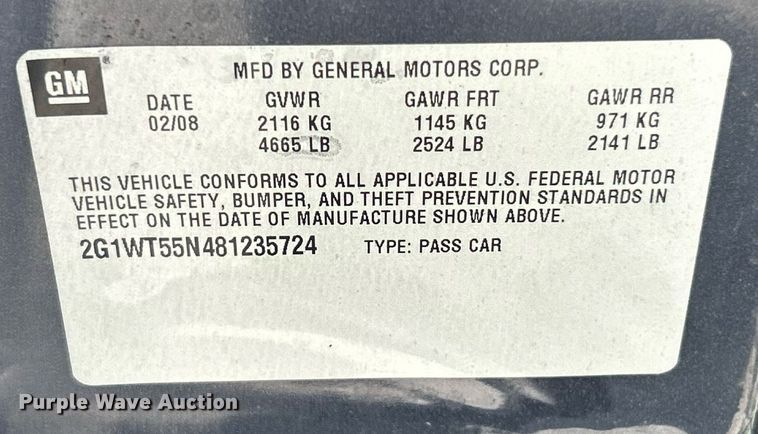 GM
MFD BY GENERAL MOTORS CORP.
DATE GVWR GAWR FRT GAWR RR
02/08 2116 KG 1145 KG 971 KG
4665 LB 2524 LB 2141 LB
THIS VEHICLE CONFORMS TO ALL APPLICABLE U.S. FEDERAL MOTOR
VEHICLE SAFETY, BUMPER, AND THEFT PREVENTION STANDARDS IN
EFFECT ON THE DATE OF MANUFACTURE SHOWN ABOVE.
2G1WT55N481235724 TYPE: PASS CAR
Purple Wave Auction